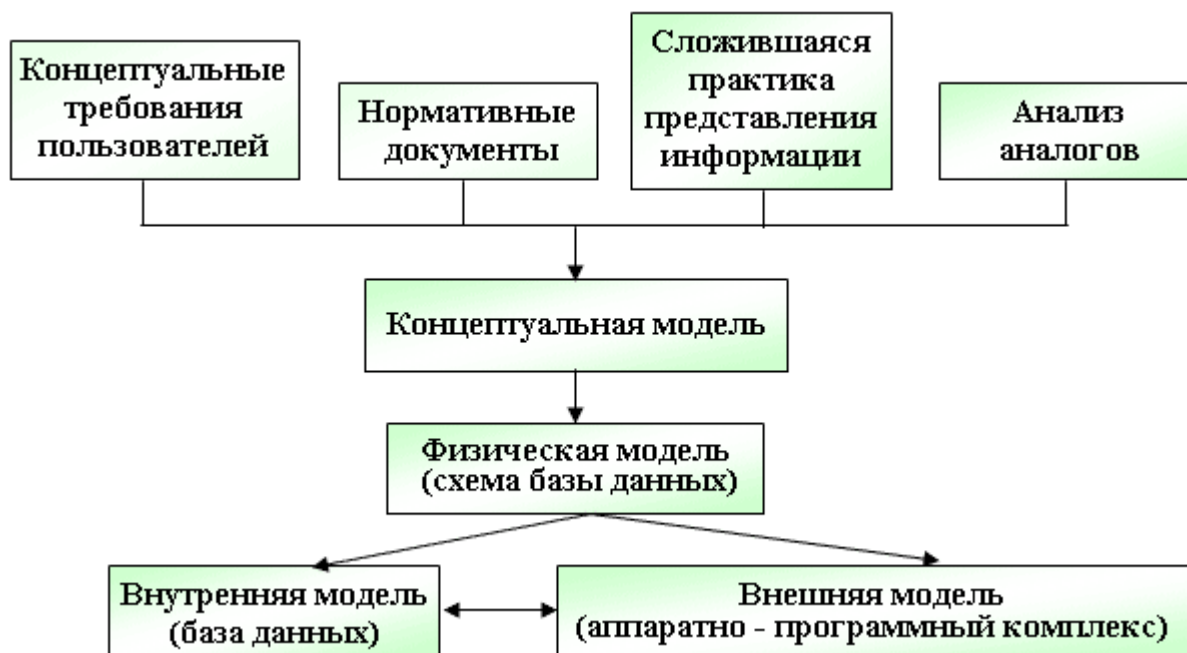 Концептуальные
требования
пользователей
Нормативные
документы
Сложившаяся
практика
представления
информации
Анализ
аналогов
Концептуальная модель
Физическая модель
(схема базы данных)
Внутренняя модель
(база данных)
Внешняя модель
(аппаратно - программный комплекс)